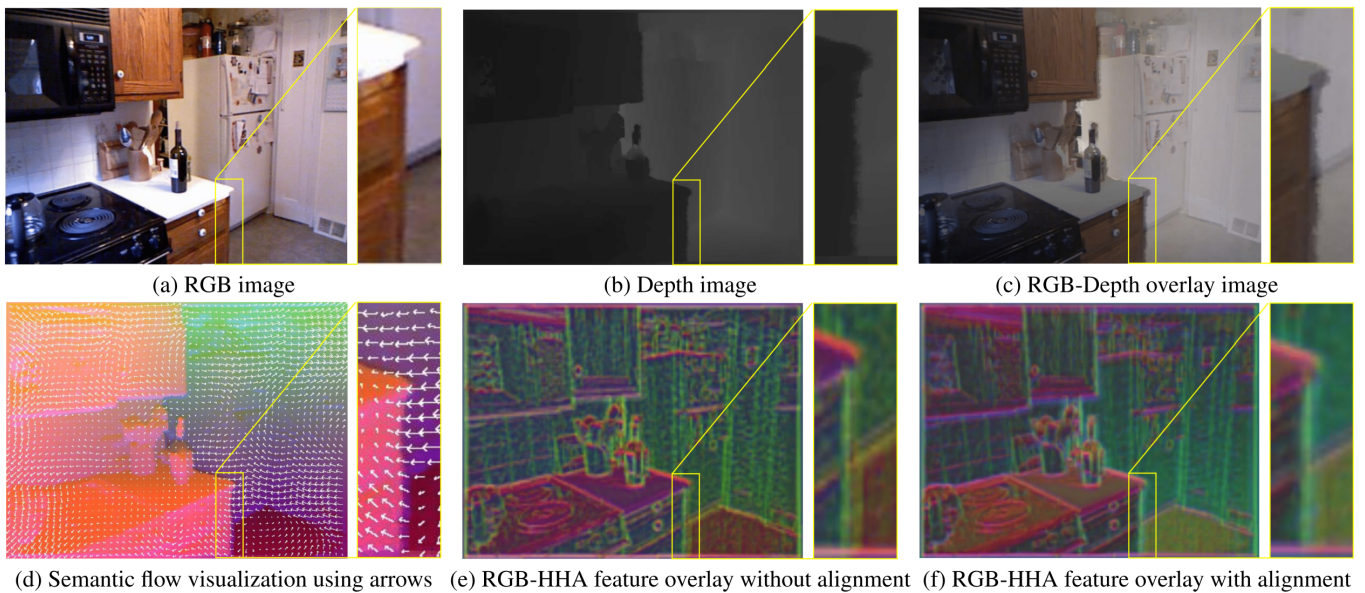 (a) RGB image
(b) Depth image
(c) RGB-Depth overlay image
(d) Semantic flow visualization using arrows
(e) RGB-HHA feature overlay without alignment
(f) RGB-HHA feature overlay with alignment